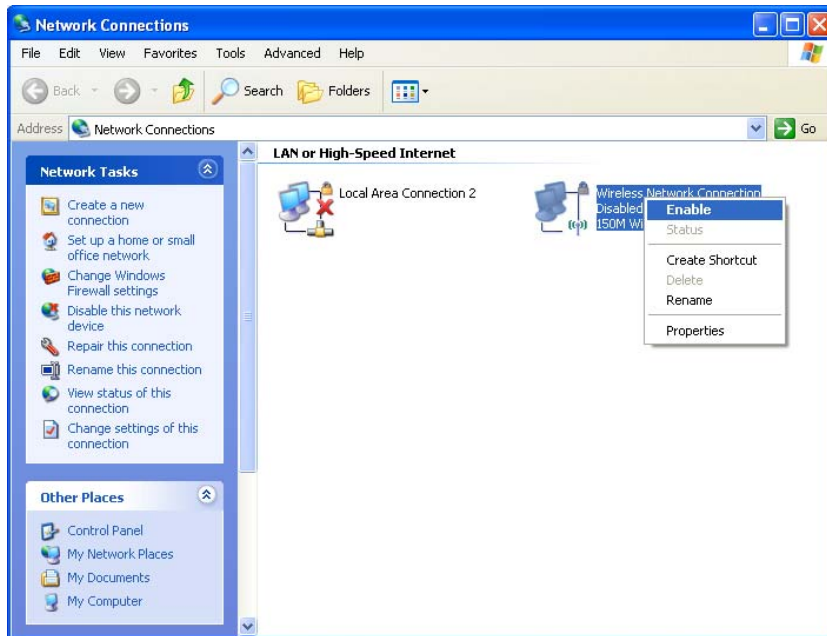 Network Connections
File Edit View Favorites Tools Advanced Help
Back Search Folders
Address Network Connections Go
Network Tasks
Create a new
connection
Set up a home or small
office network
Change Windows
Firewall settings
Disable this network
device
Repair this connection
Rename this connection
View status of this
connection
Change settings of this
connection
Other Places
Control Panel
My Network Places
My Documents
My Computer
LAN or High-Speed Internet
Local Area Connection 2
Wireless Network Connection
Disabled
150M Wi
Enable
Status
Create Shortcut
Delete
Rename
Properties